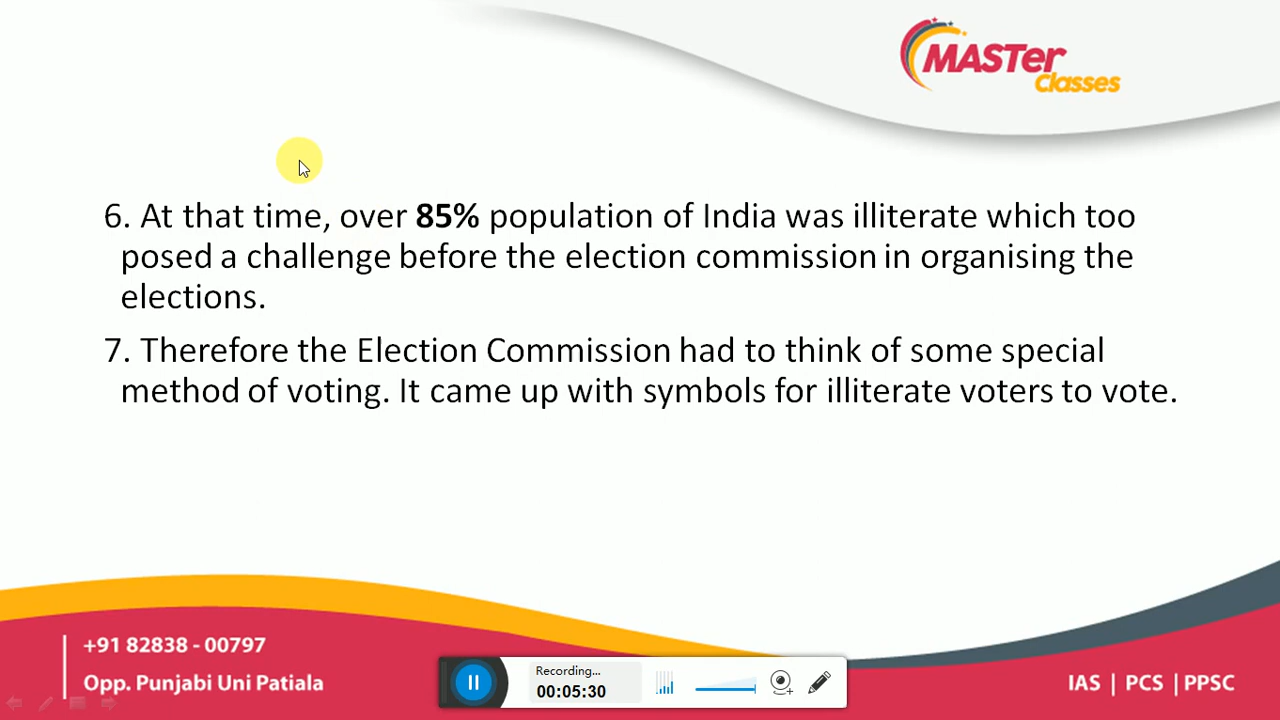 MASTer
Classes
6. At that time, over 85% population of India was illiterate which too
posed a challenge before the election commission in organising the
elections.
7. Therefore the Election Commission had to think of some special
method of voting. It came up with symbols for illiterate voters to vote.
+91 82838 - 00797
Opp. Punjabi Uni Patiala
Recording...
00:05:30
IAS | PCS | PPSC